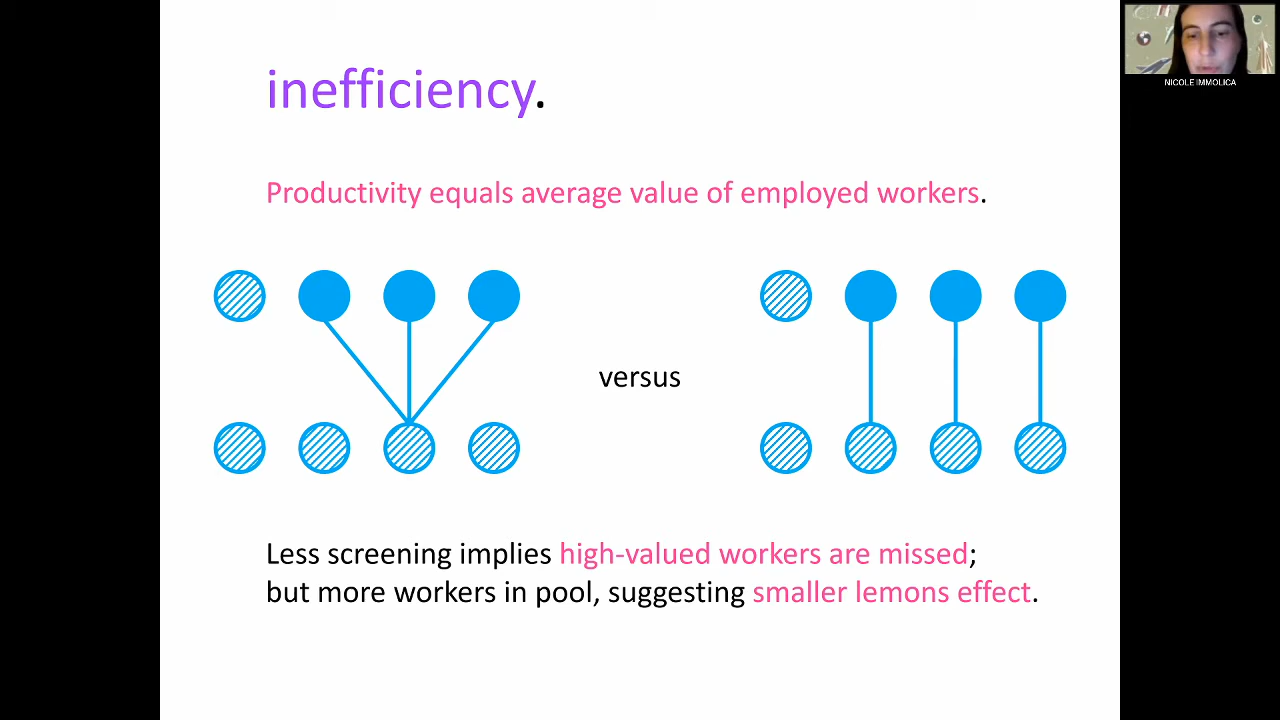 inefficiency.
NICOLE IMMOLICA
Productivity equals average value of employed workers.
versus
Less screening implies high-valued workers are missed;
but more workers in pool, suggesting smaller lemons effect.